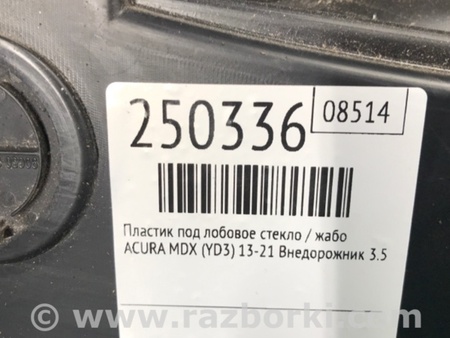 250336
08514
Пластик под лобовое стекло / жабо
ACURA MDX (YD3) 13-21 Внедорожник 3.5
© www.razborki.com